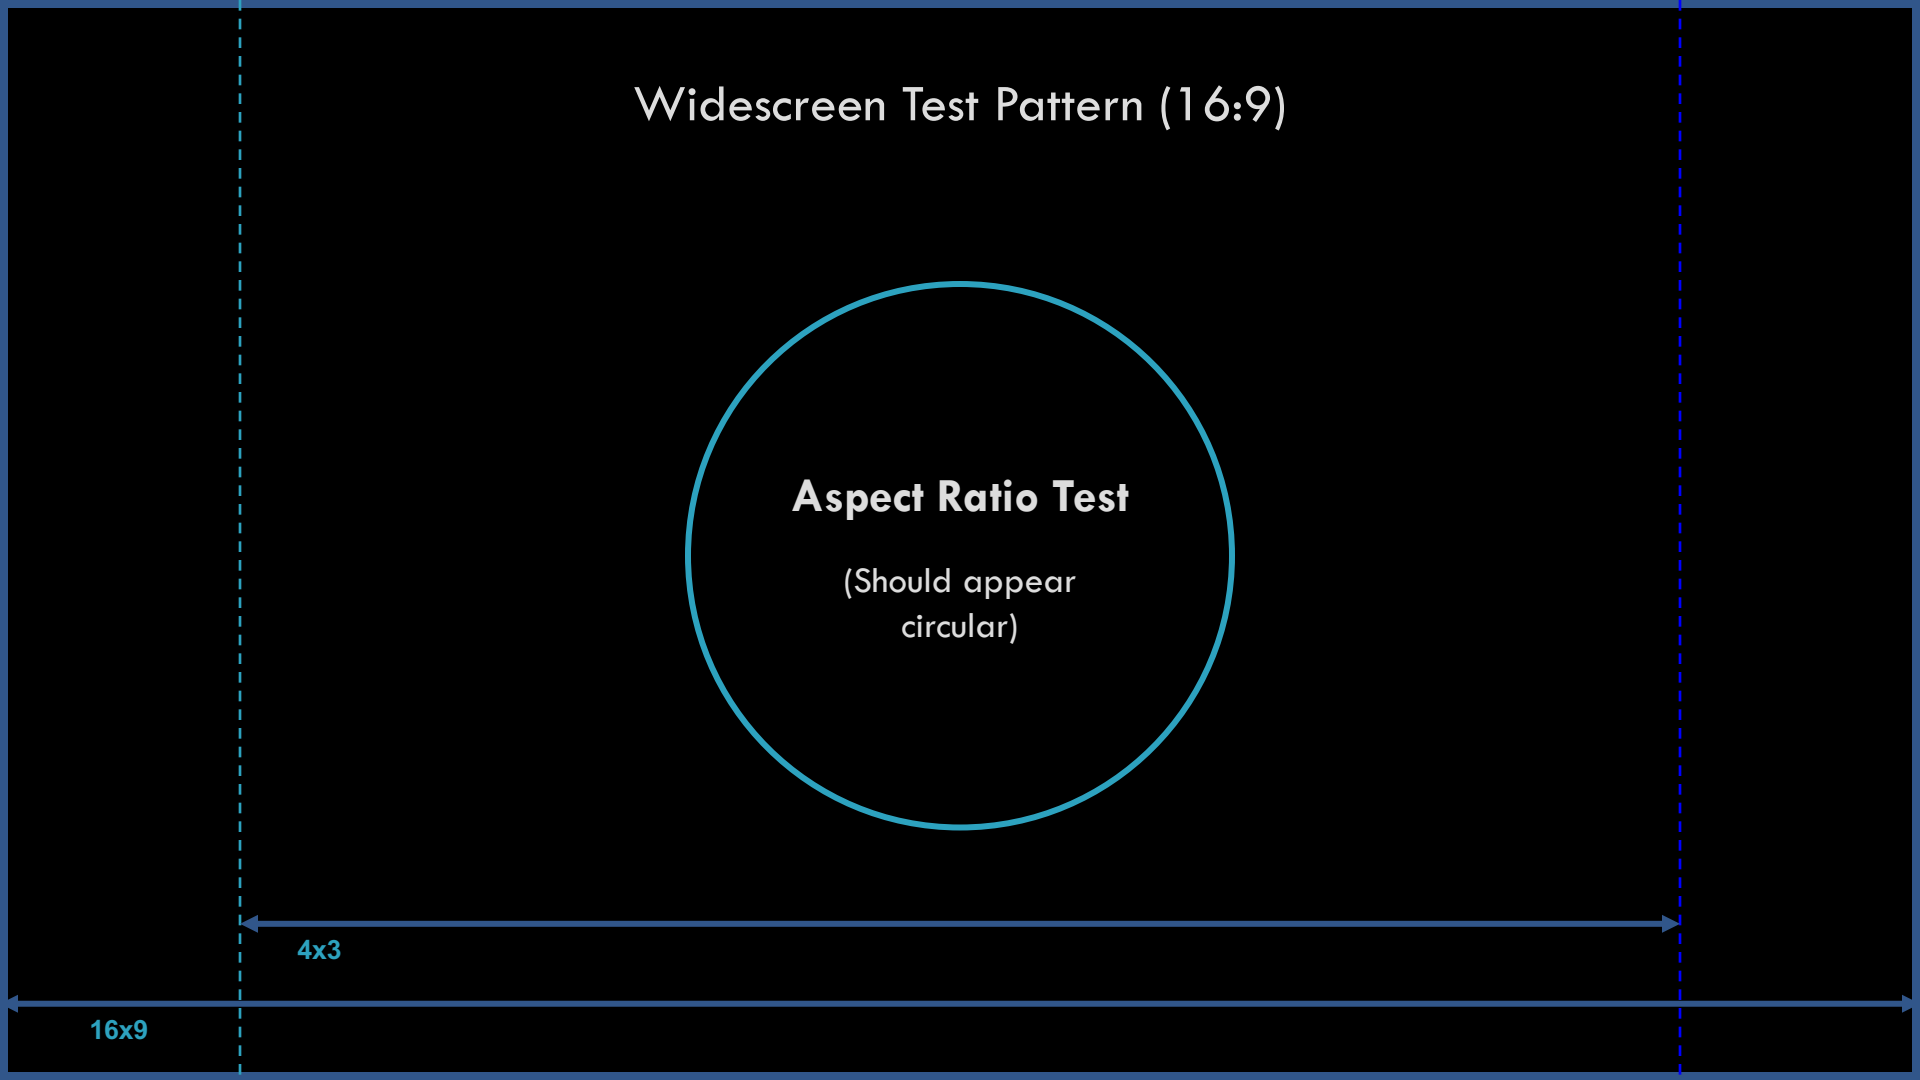 Widescreen Test Pattern (16:9)
Aspect Ratio Test
(Should appear
circular)
4x3
16x9